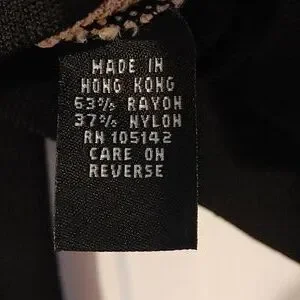 MADE IN
HONG KONG
63% RAYON
37% NYLON
RN 105142
CARE ON
REVERSE